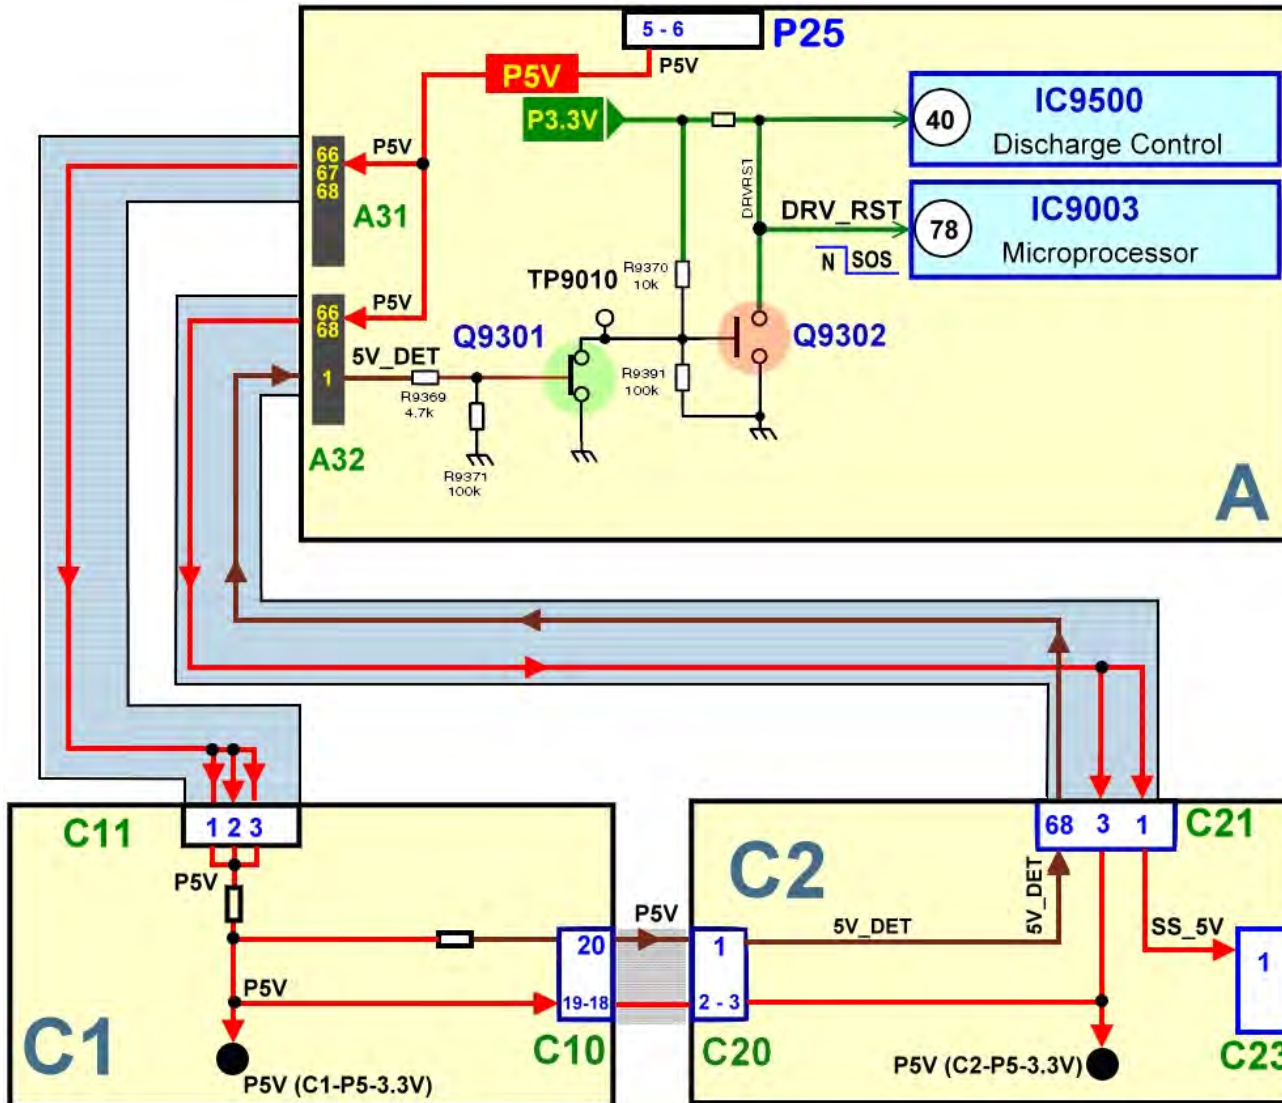 5 - 6
P25
P5V
P5V
P3.3V
40
IC9500
Discharge Control
66
67
68
P5V
A31
DRVRST
DRV_RST
N SOS
78
IC9003
Microprocessor
66
68
P5V
1
A32
5V_DET
R9369
4.7k
R9371
100k
Q9301
TP9010
R9370
10k
R9391
100k
Q9302
A
C11
1 2 3
P5V
P5V
C1
P5V (C1-P5-3.3V)
20
19-18
C10
P5V
1
2 - 3
C20
C2
5V_DET
5V_DET
68 3 1
C21
SS_5V
1
C23
P5V (C2-P5-3.3V)